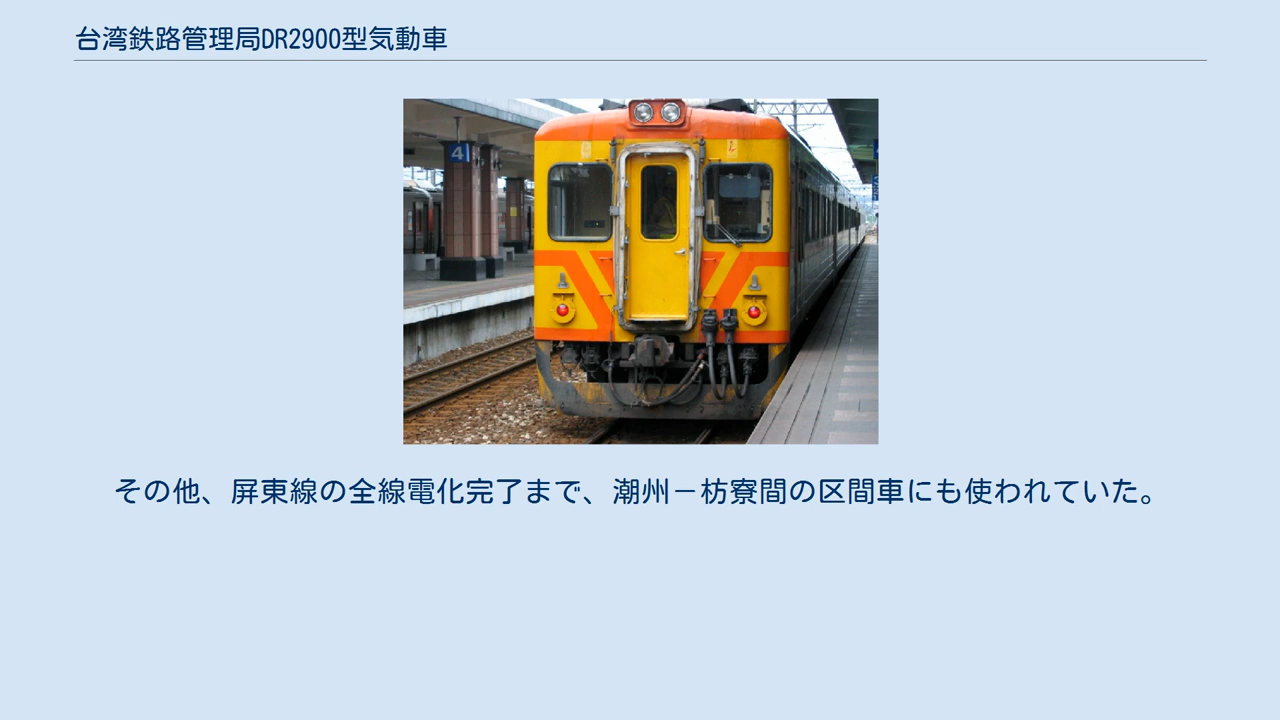 台湾鉄路管理局DR2900型気動車
4
その他、屏東線の全線電化完了まで、潮州－枋寮間の区間車にも使われていた。